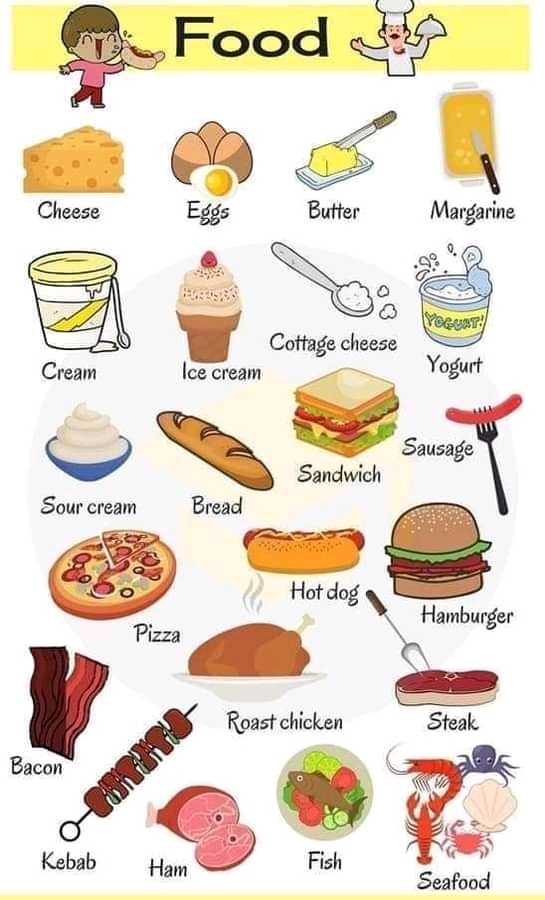 Food
Cheese
Eggs
Butter
Margarine
Cream
Ice cream
Cottage cheese
YOGURT!
Yogurt
Sour cream
Bread
Sandwich
Sausage
Pizza
Hot dog
Hamburger
Bacon
Roast chicken
Steak
Kebab
Ham
Fish
Seafood